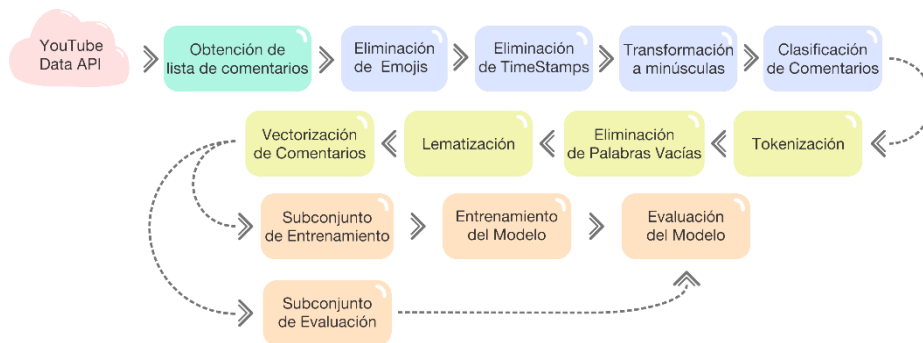 YouTube
Data API
Obtención de
lista de comentarios
Eliminación
de Emojis
Eliminación
de TimeStamps
Transformación
a minúsculas
Clasificación
de Comentarios
Vectorización
de Comentarios
Lematización
Eliminación
de Palabras Vacías
Tokenización
Subconjunto
de Entrenamiento
Entrenamiento
del Modelo
Evaluación
del Modelo
Subconjunto
de Evaluación